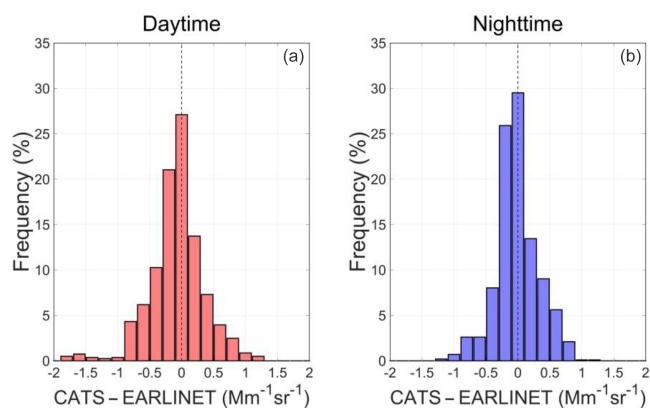 Daytime
Nighttime
(a)
(b)
Frequency (%)
35
30
25
20
15
10
5
0
-2 -1.5 -1 -0.5 0 0.5 1 1.5 2
CATS – EARLINET (Mm⁻¹sr⁻¹)
Frequency (%)
35
30
25
20
15
10
5
0
-2 -1.5 -1 -0.5 0 0.5 1 1.5 2
CATS – EARLINET (Mm⁻¹sr⁻¹)